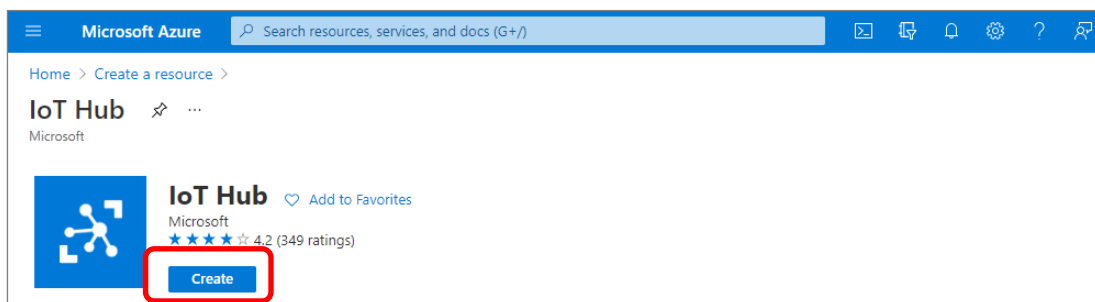 Microsoft Azure
Search resources, services, and docs (G+/)
Home > Create a resource >
IoT Hub ...
Microsoft
IoT Hub Add to Favorites
Microsoft
4.2 (349 ratings)
Create